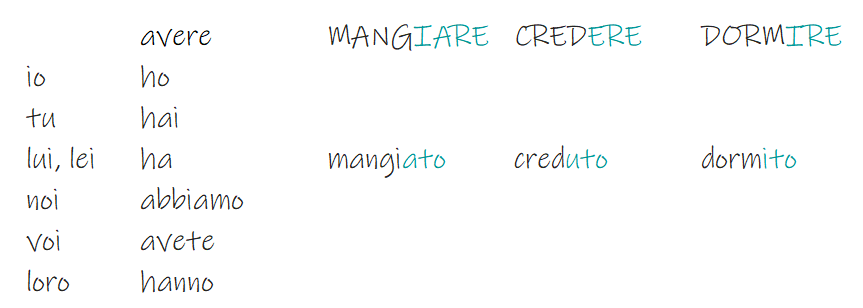 avere MANGIARE CREDERE DORMIRE
io ho
tu hai
lui, lei ha mangiato creduto dormito
noi abbiamo
voi avete
loro hanno